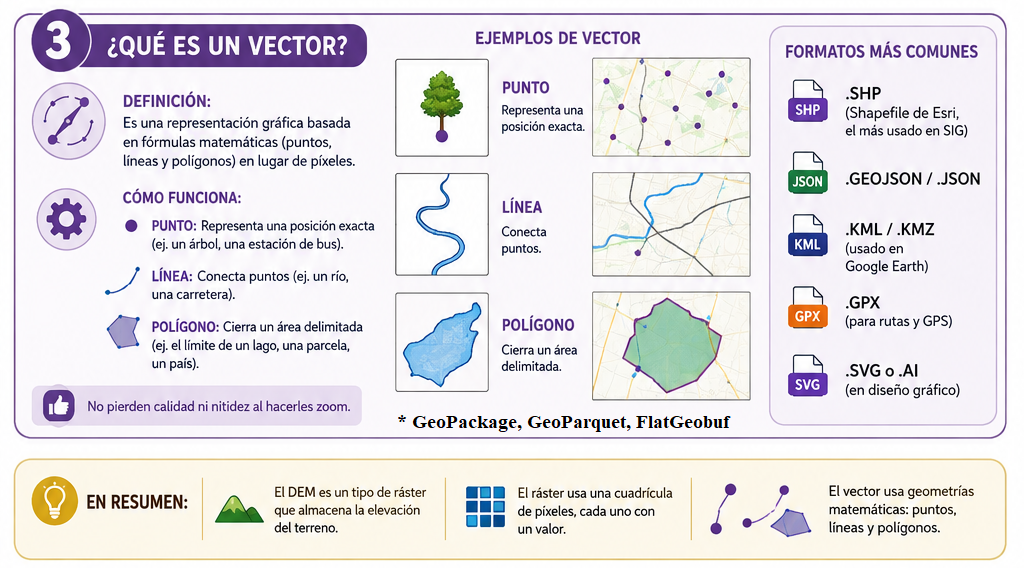 3
¿QUÉ ES UN VECTOR?
DEFINICIÓN:
Es una representación gráfica basada
en fórmulas matemáticas (puntos,
líneas y polígonos) en lugar de píxeles.
CÓMO FUNCIONA:
PUNTO: Representa una posición exacta
(ej. un árbol, una estación de bus).
LÍNEA: Conecta puntos (ej. un río,
una carretera).
POLÍGONO: Cierra un área delimitada
(ej. el límite de un lago, una parcela,
un país).
No pierden calidad ni nitidez al hacerles zoom.
EJEMPLOS DE VECTOR
PUNTO
Representa una
posición exacta.
LÍNEA
Conecta
puntos.
POLÍGONO
Cierra un área
delimitada.
* GeoPackage, GeoParquet, FlatGeobuf
FORMATOS MÁS COMUNES
SHP
.SHP
(Shapefile de Esri,
el más usado en SIG)
JSON
.GEOJSON / .JSON
KML
.KML / .KMZ
(usado en
Google Earth)
GPX
.GPX
(para rutas y GPS)
SVG
.SVG o .AI
(en diseño gráfico)
EN RESUMEN:
El DEM es un tipo de ráster
que almacena la elevación
del terreno.
El ráster usa una cuadrícula
de píxeles, cada uno con
un valor.
El vector usa geometrías
matemáticas: puntos,
líneas y polígonos.